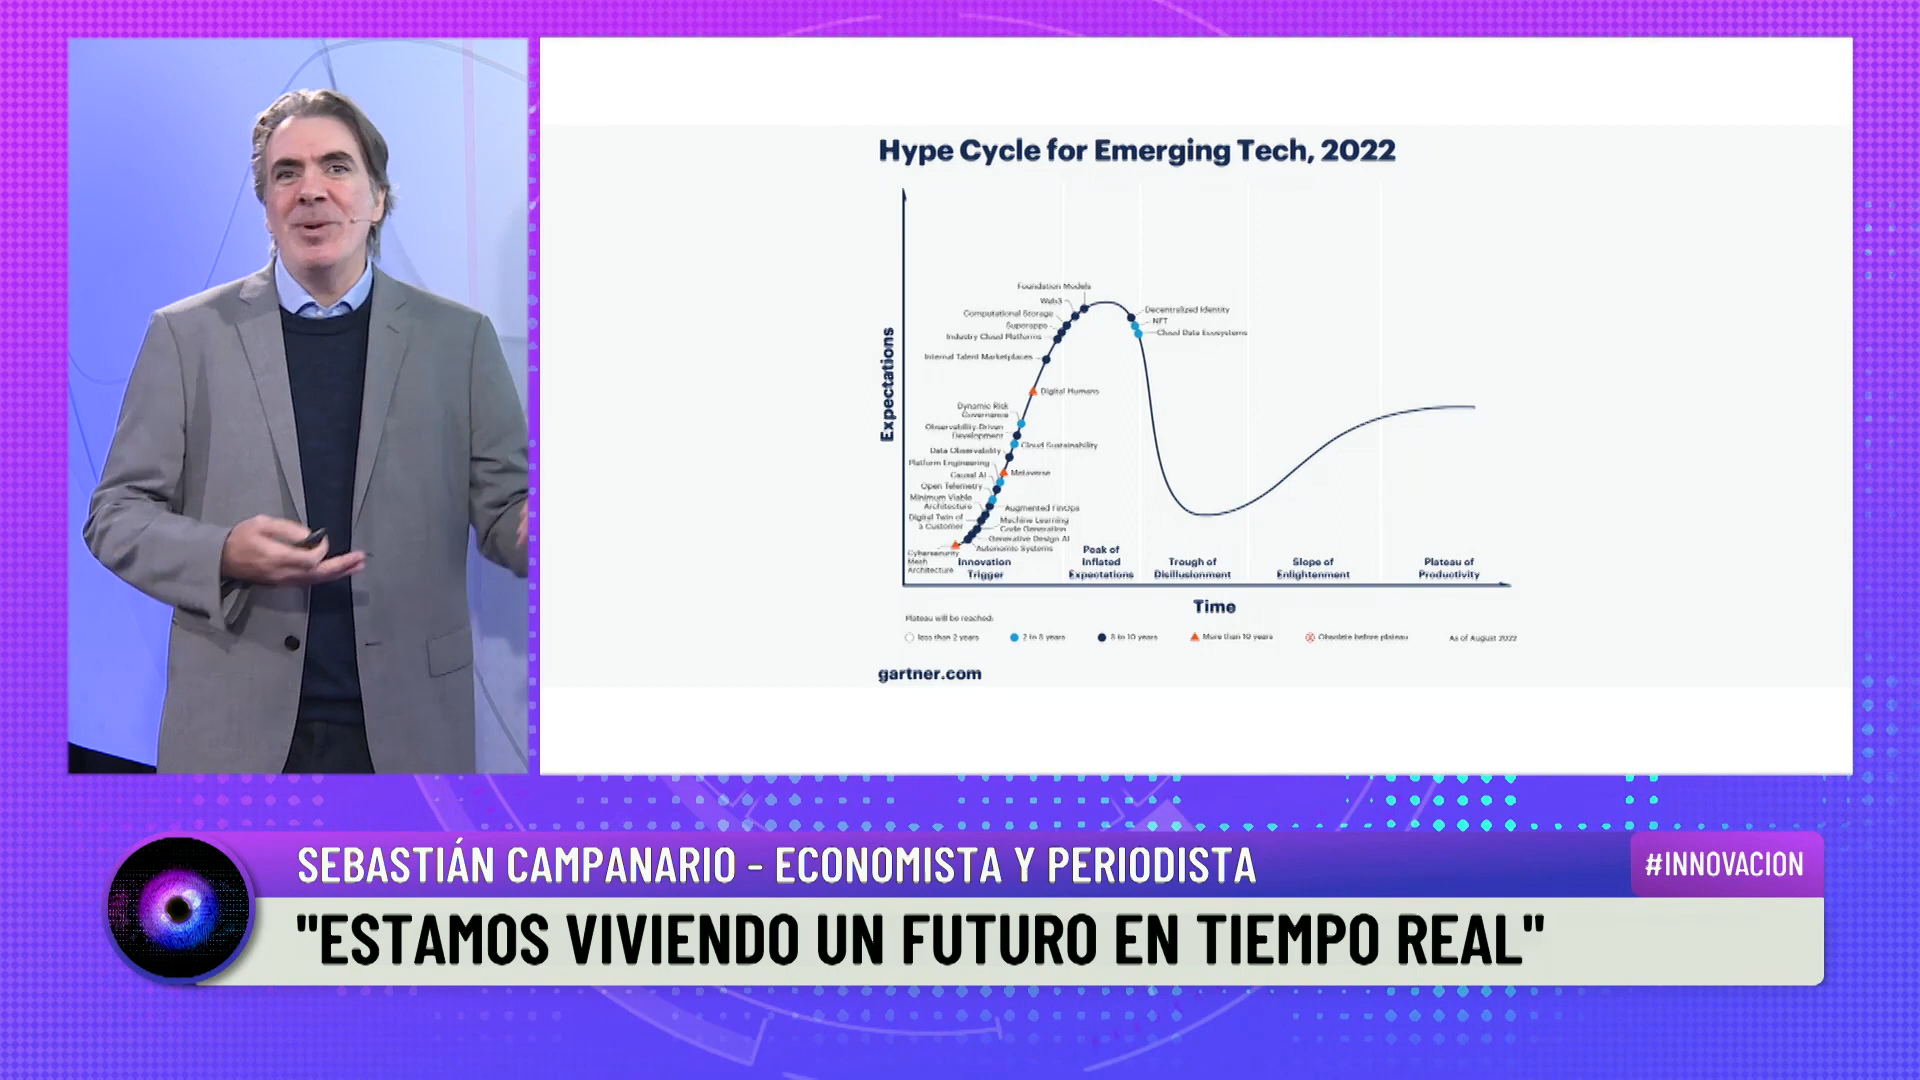 Hype Cycle for Emerging Tech, 2022
Expectations
Foundation Models
Web3
Computational Storage
Superapps
Industry Cloud Platforms
Internal Talent Marketplaces
Decentralized Identity
NFT
Cloud Data Ecosystems
Digital Humans
Dynamic Risk
Governance
Observability-Driven
Development
Cloud Sustainability
Data Observability
Platform Engineering
Metaverse
Causal AI
Open Telemetry
Minimum Viable
Architecture
Augmented FinOps
Digital Twin of
a Customer
Machine Learning
Code Generation
Generative Design AI
Autonomic Systems
Cybersecurity
Mesh
Architecture
Innovation
Trigger
Peak of
Inflated
Expectations
Trough of
Disillusionment
Slope of
Enlightenment
Plateau of
Productivity
Time
Plateau will be reached:
less than 2 years
2 to 5 years
5 to 10 years
More than 10 years
Obsolete before plateau
As of August 2022
gartner.com
SEBASTIÁN CAMPANARIO - ECONOMISTA Y PERIODISTA
#INNOVACION
"ESTAMOS VIVIENDO UN FUTURO EN TIEMPO REAL"